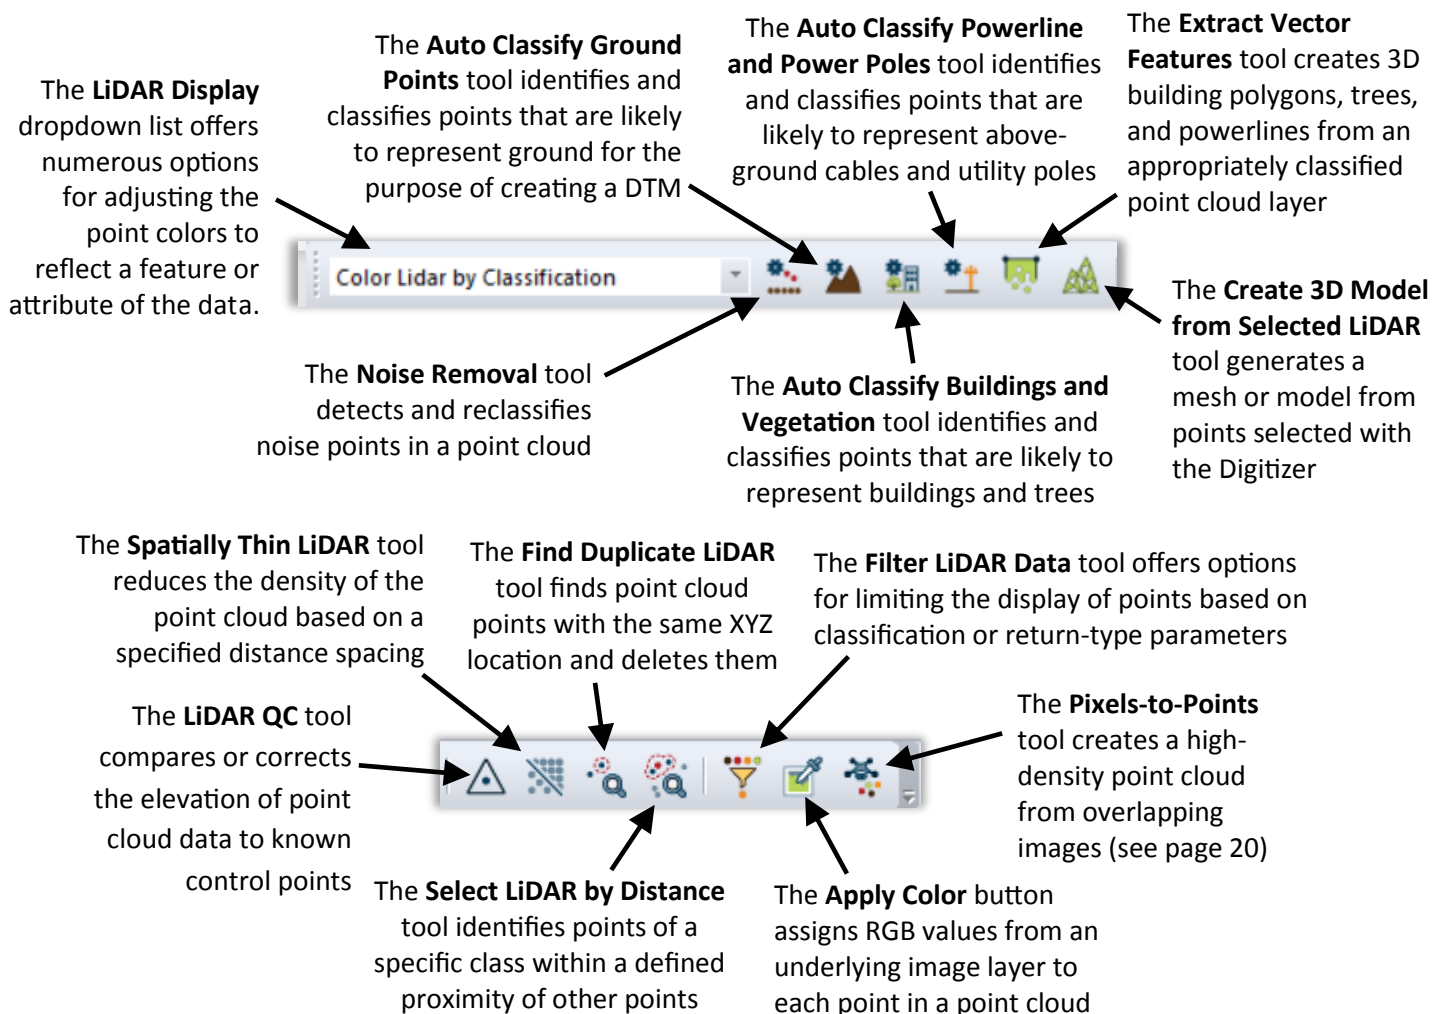 The LiDAR Display
dropdown list offers
numerous options
for adjusting the
point colors to
reflect a feature or
attribute of the data.
The Auto Classify Ground
Points tool identifies and
classifies points that are likely
to represent ground for the
purpose of creating a DTM
The Auto Classify Powerline
and Power Poles tool identifies
and classifies points that are
likely to represent above-
ground cables and utility poles
The Extract Vector
Features tool creates 3D
building polygons, trees,
and powerlines from an
appropriately classified
point cloud layer
Color Lidar by Classification
The Noise Removal tool
detects and reclassifies
noise points in a point cloud
The Auto Classify Buildings and
Vegetation tool identifies and
classifies points that are likely to
represent buildings and trees
The Create 3D Model
from Selected LiDAR
tool generates a
mesh or model from
points selected with
the Digitizer
The Spatially Thin LiDAR tool
reduces the density of the
point cloud based on a
specified distance spacing
The Find Duplicate LiDAR
tool finds point cloud
points with the same XYZ
location and deletes them
The Filter LiDAR Data tool offers options
for limiting the display of points based on
classification or return-type parameters
The LiDAR QC tool
compares or corrects
the elevation of point
cloud data to known
control points
The Pixels-to-Points
tool creates a high-
density point cloud
from overlapping
images (see page 20)
The Select LiDAR by Distance
tool identifies points of a
specific class within a defined
proximity of other points
The Apply Color button
assigns RGB values from an
underlying image layer to
each point in a point cloud